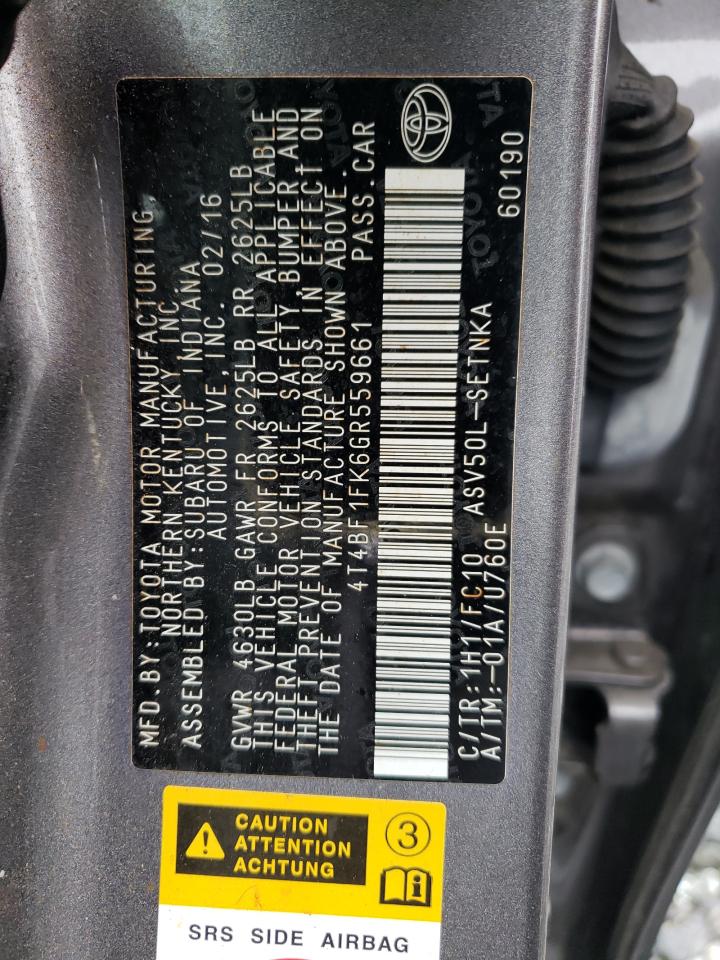 MFD.BY:TOYOTA MOTOR MANUFACTURING,
NORTHERN KENTUCKY, INC.
ASSEMBLED BY:SUBARU OF INDIANA
AUTOMOTIVE INC. 02/16
GVWR 4630LB GAWR FR 2625LB RR 2625LB
THIS VEHICLE CONFORMS TO ALL APPLICABLE
FEDERAL MOTOR VEHICLE SAFETY, BUMPER AND
THEFT PREVENTION STANDARDS IN EFFECT ON
THE DATE OF MANUFACTURE SHOWN ABOVE.
4T4BF1FK6GR559661 PASS.CAR
C/TR:1H1/FC10 ASV50L-SETNKA
A/TM:-01A/U760E 60190
CAUTION
ATTENTION
ACHTUNG
3
SRS SIDE AIRBAG